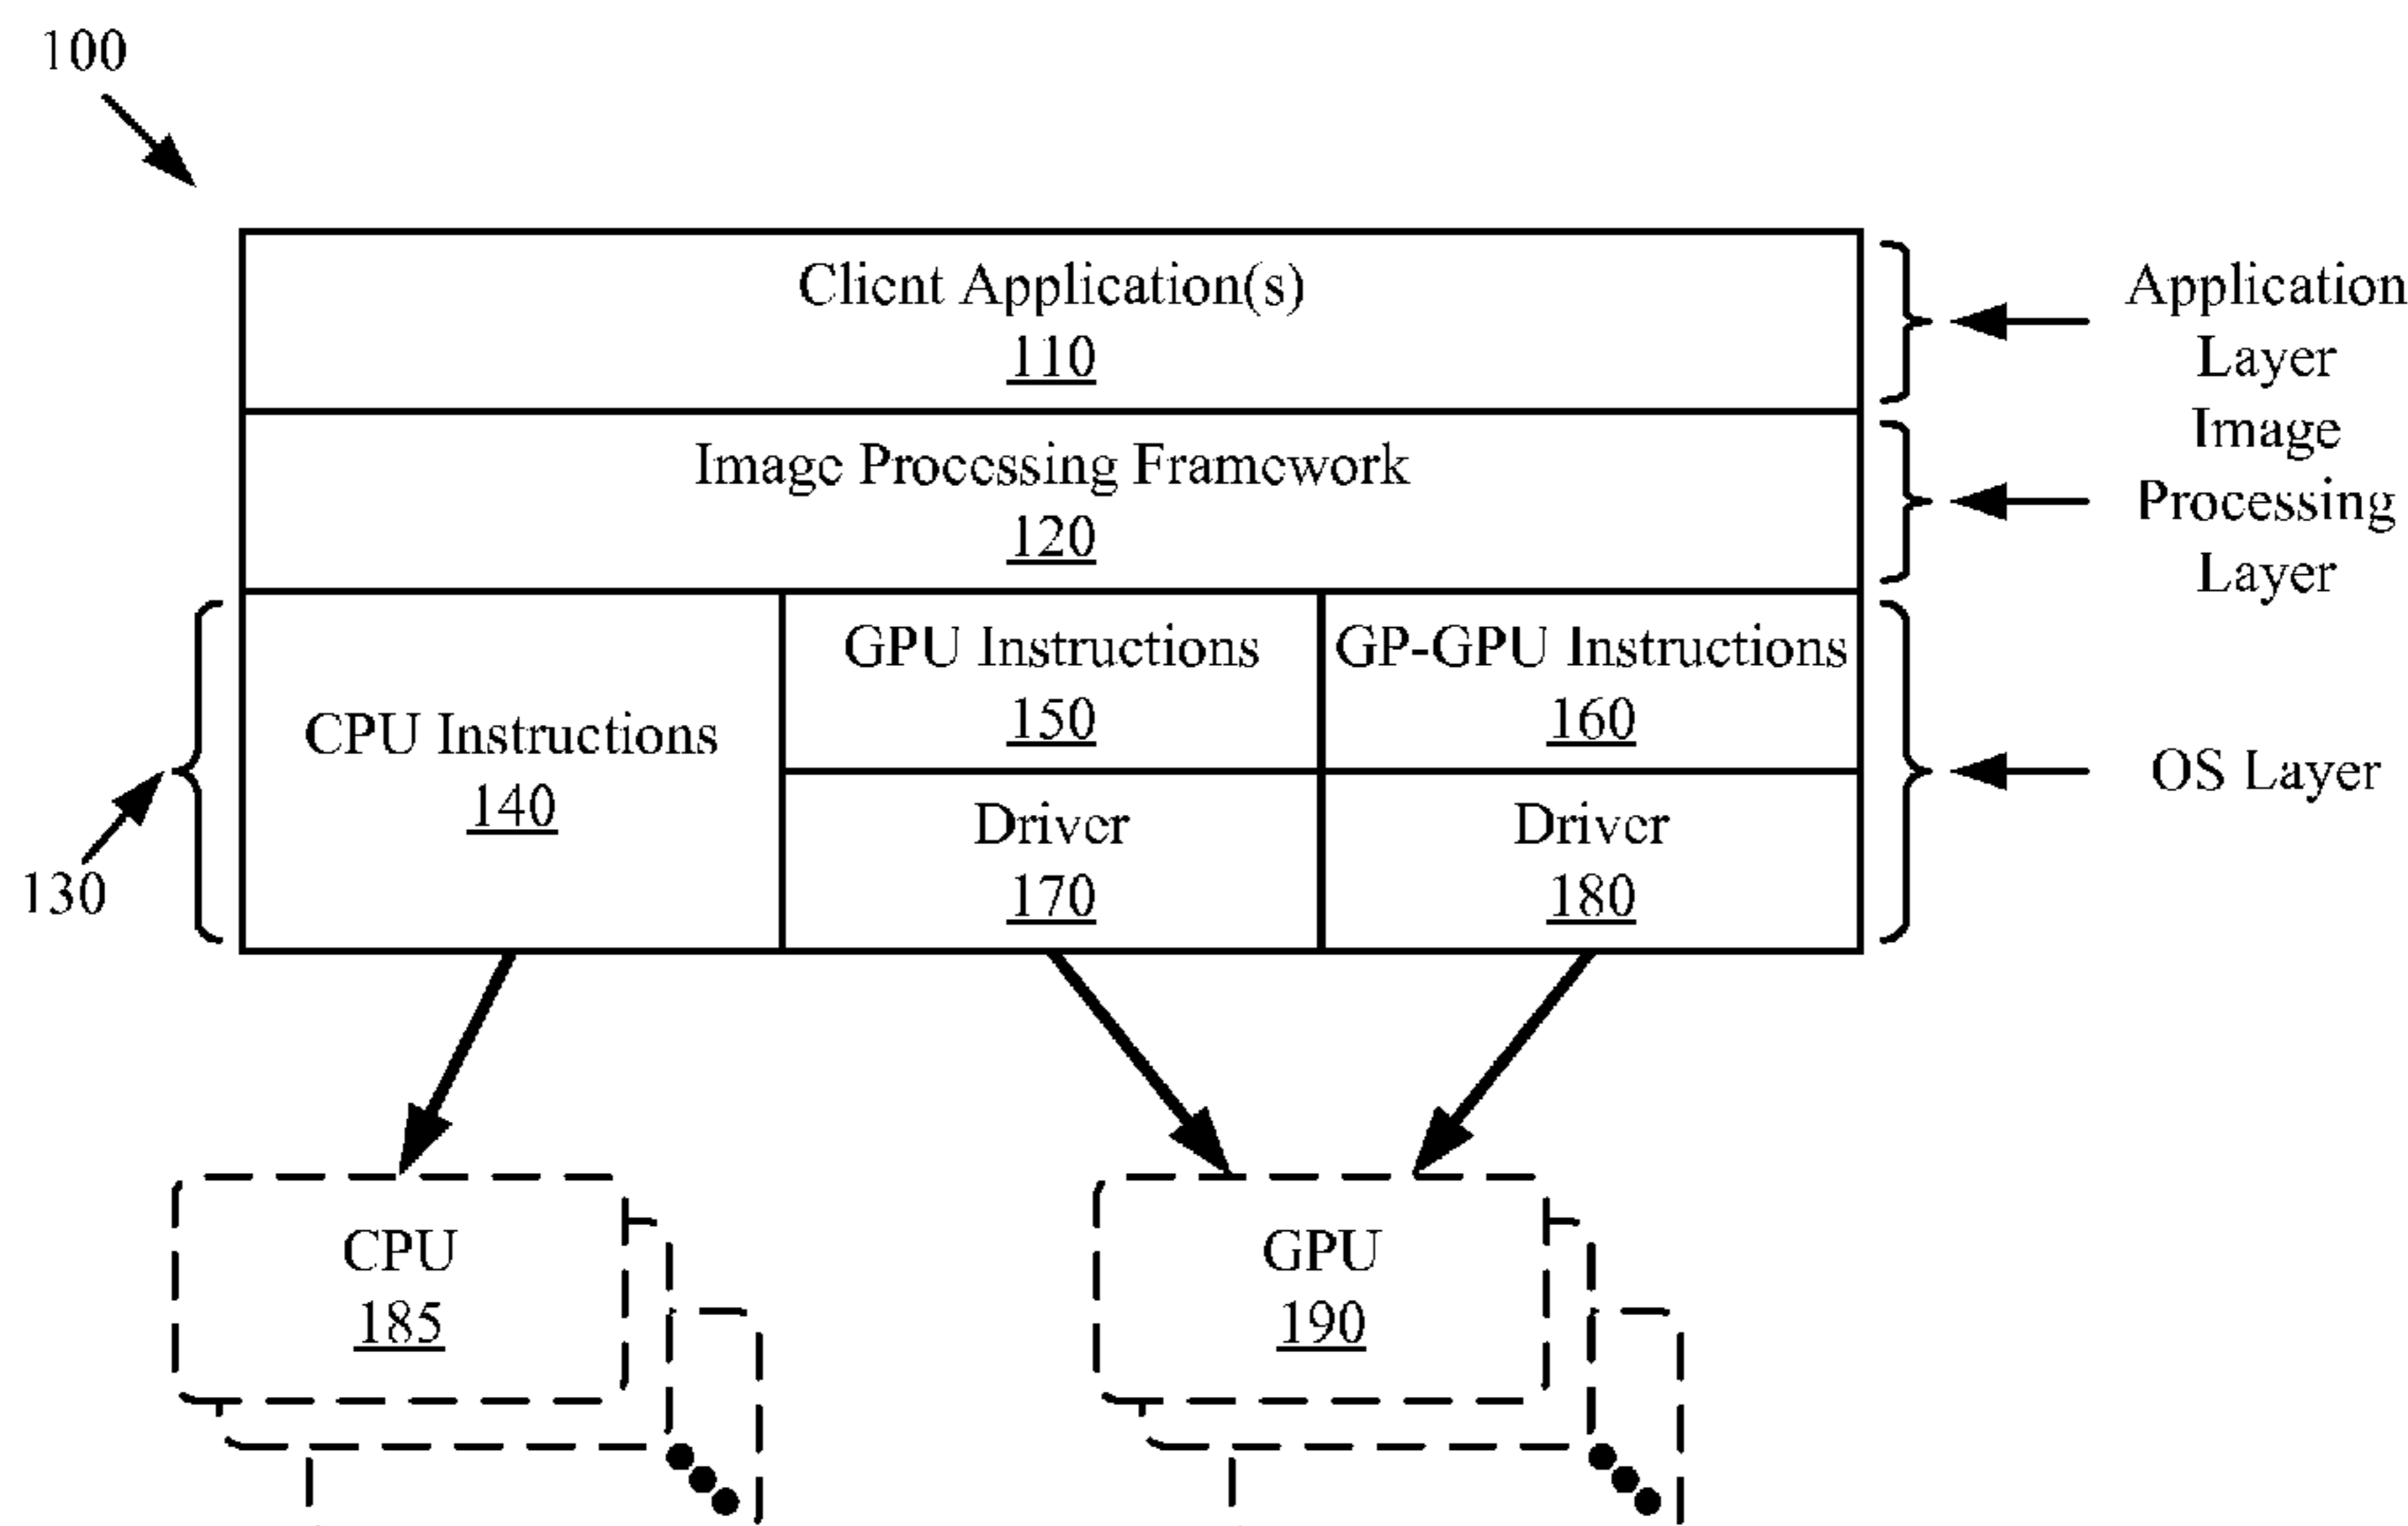 100
Client Application(s)
110
Application
Layer
Image Processing Framework
120
Image
Processing
Layer
CPU Instructions
140
GPU Instructions
150
GP-GPU Instructions
160
Driver
170
Driver
180
OS Layer
130
CPU
185
GPU
190